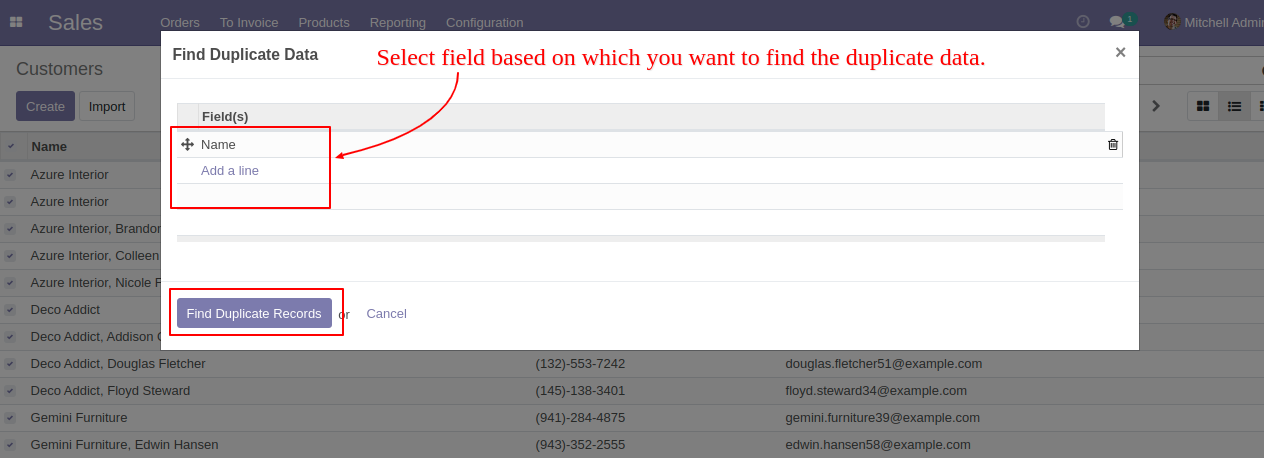 Sales Orders To Invoice Products Reporting Configuration 1 Mitchell Admin
Find Duplicate Data Select field based on which you want to find the duplicate data. ×
Customers
Create Import
Field(s)
Name
Name
Add a line
Azure Interior
Azure Interior
Azure Interior, Brandon
Azure Interior, Colleen
Azure Interior, Nicole F
Deco Addict
Find Duplicate Records or Cancel
Deco Addict, Addison
Deco Addict, Douglas Fletcher (132)-553-7242 douglas.fletcher51@example.com
Deco Addict, Floyd Steward (145)-138-3401 floyd.steward34@example.com
Gemini Furniture (941)-284-4875 gemini.furniture39@example.com
Gemini Furniture, Edwin Hansen (943)-352-2555 edwin.hansen58@example.com